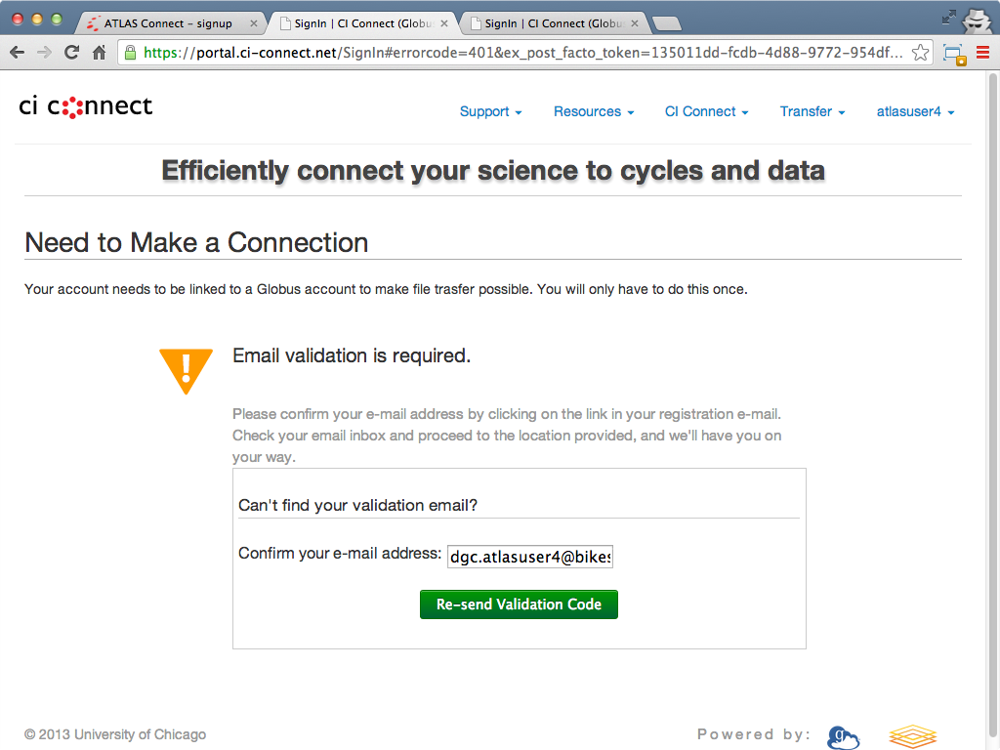 ATLAS Connect – signup
SignIn | CI Connect (Globu
SignIn | CI Connect (Globu
https://portal.ci-connect.net/SignIn#errorcode=401&ex_post_facto_token=135011dd-fcdb-4d88-9772-954df...
ci connect
Support
Resources
CI Connect
Transfer
atlasuser4
Efficiently connect your science to cycles and data
Need to Make a Connection
Your account needs to be linked to a Globus account to make file trasfer possible. You will only have to do this once.
Email validation is required.
Please confirm your e-mail address by clicking on the link in your registration e-mail.
Check your email inbox and proceed to the location provided, and we'll have you on
your way.
Can't find your validation email?
Confirm your e-mail address: dgc.atlasuser4@bikes
Re-send Validation Code
© 2013 University of Chicago
Powered by:
g